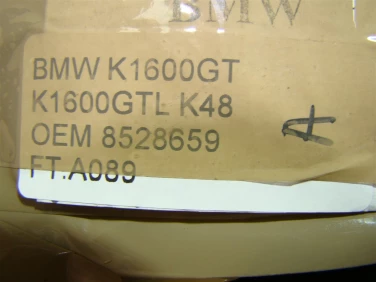 BMW
BMW K1600GT
K1600GTL K48
OEM 8528659
FT.A089
A